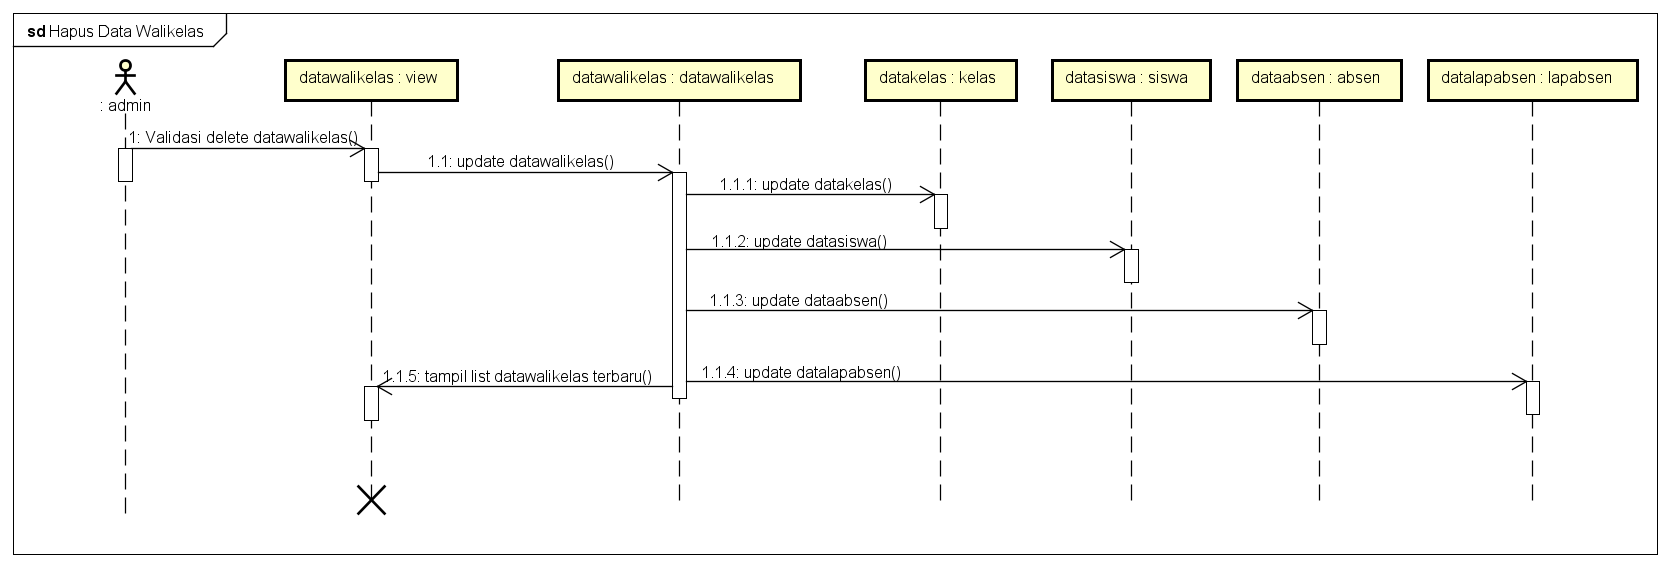 sd Hapus Data Walikelas
: admin
datawalikelas : view
datawalikelas : datawalikelas
datakelas : kelas
datasiswa : siswa
dataabsen : absen
datalapabsen : lapabsen
1: Validasi delete datawalikelas()
1.1: update datawalikelas()
1.1.1: update datakelas()
1.1.2: update datasiswa()
1.1.3: update dataabsen()
1.1.4: update datalapabsen()
1.1.5: tampil list datawalikelas terbaru()